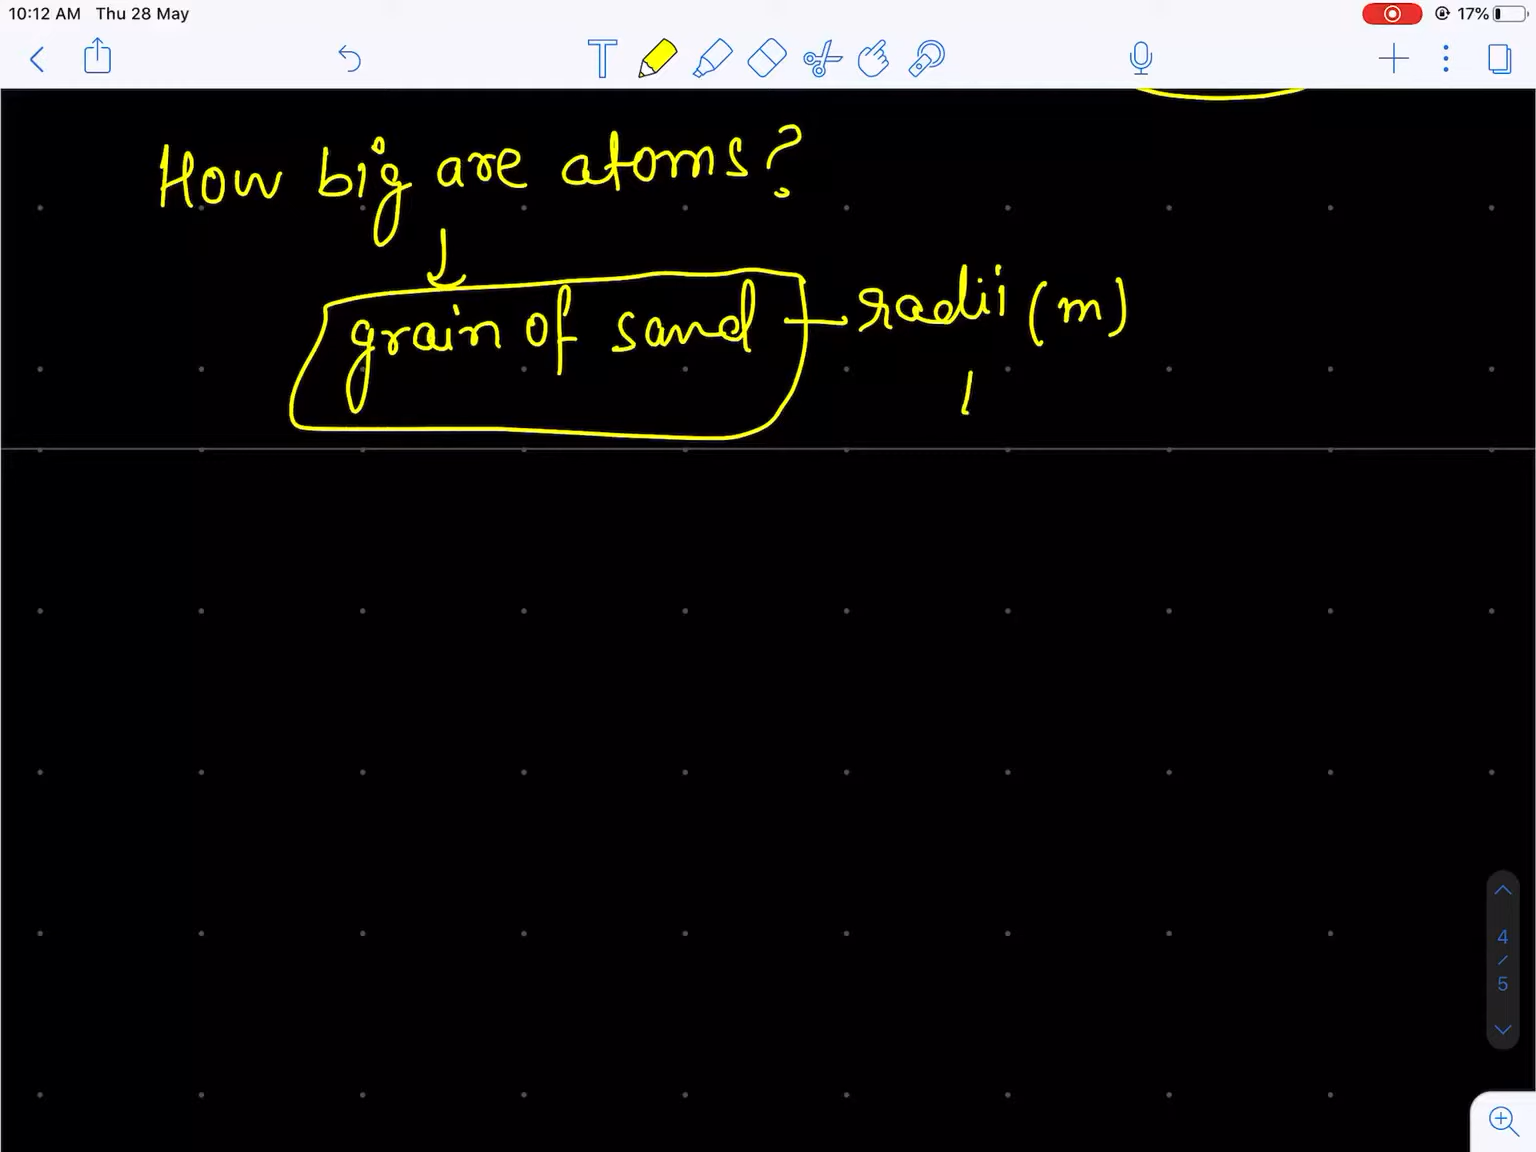 10:12 AM Thu 28 May
17%
How big are atoms?
grain of sand radii (m)
1
4
/
5